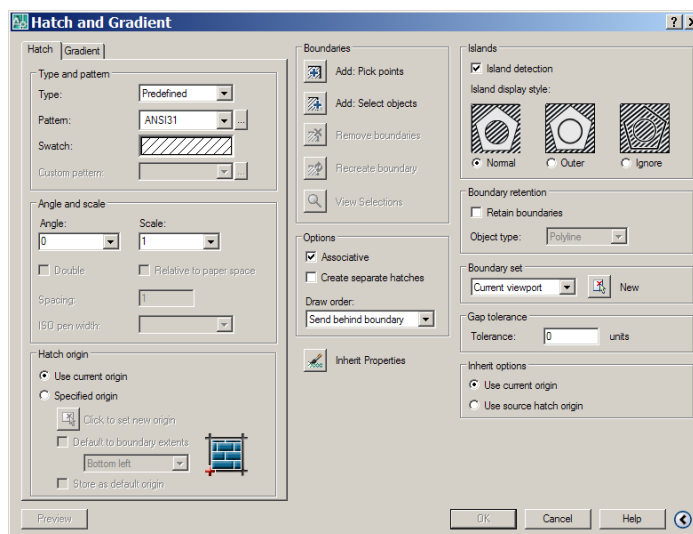 Hatch and Gradient
Hatch
Gradient
Type and pattern
Type:
Predefined
Pattern:
ANSI31
...
Swatch:
Custom pattern:
...
Angle and scale
Angle:
Scale:
0
1
Double
Relative to paper space
Spacing:
1
ISO pen width:
Hatch origin
Use current origin
Specified origin
Click to set new origin
Default to boundary extents
Bottom left
Store as default origin
Preview
Boundaries
Add: Pick points
Add: Select objects
Remove boundaries
Recreate boundary
View Selections
Options
Associative
Create separate hatches
Draw order:
Send behind boundary
Inherit Properties
Islands
Island detection
Island display style:
Normal
Outer
Ignore
Boundary retention
Retain boundaries
Object type:
Polyline
Boundary set
Current viewport
New
Gap tolerance
Tolerance:
0
units
Inherit options
Use current origin
Use source hatch origin
OK
Cancel
Help